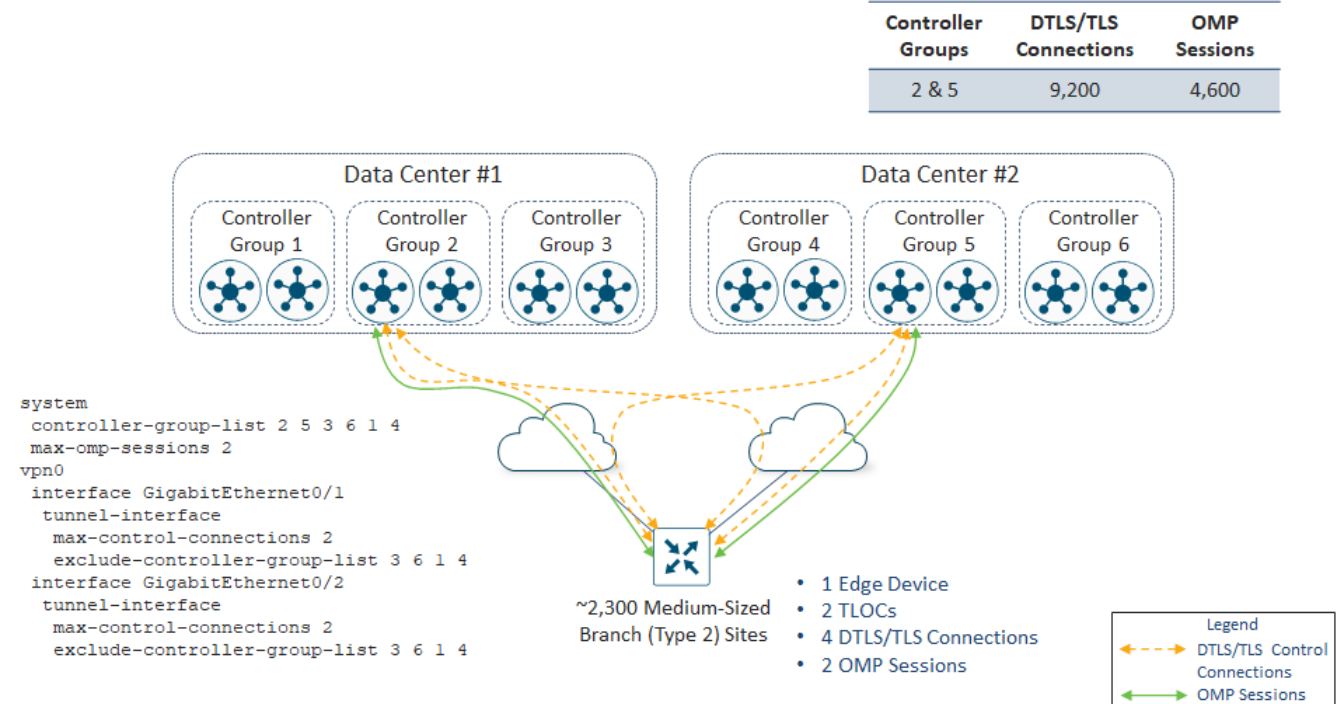 Controller Groups
DTLS/TLS Connections
OMP Sessions
2 & 5
9,200
4,600
Data Center #1
Controller
Group 1
Controller
Group 2
Controller
Group 3
Data Center #2
Controller
Group 4
Controller
Group 5
Controller
Group 6
system
controller-group-list 2 5 3 6 1 4
max-omp-sessions 2
vpn0
interface GigabitEthernet0/1
tunnel-interface
max-control-connections 2
exclude-controller-group-list 3 6 1 4
interface GigabitEthernet0/2
tunnel-interface
max-control-connections 2
exclude-controller-group-list 3 6 1 4
~2,300 Medium-Sized
Branch (Type 2) Sites
• 1 Edge Device
• 2 TLOCs
• 4 DTLS/TLS Connections
• 2 OMP Sessions
Legend
DTLS/TLS Control
Connections
OMP Sessions